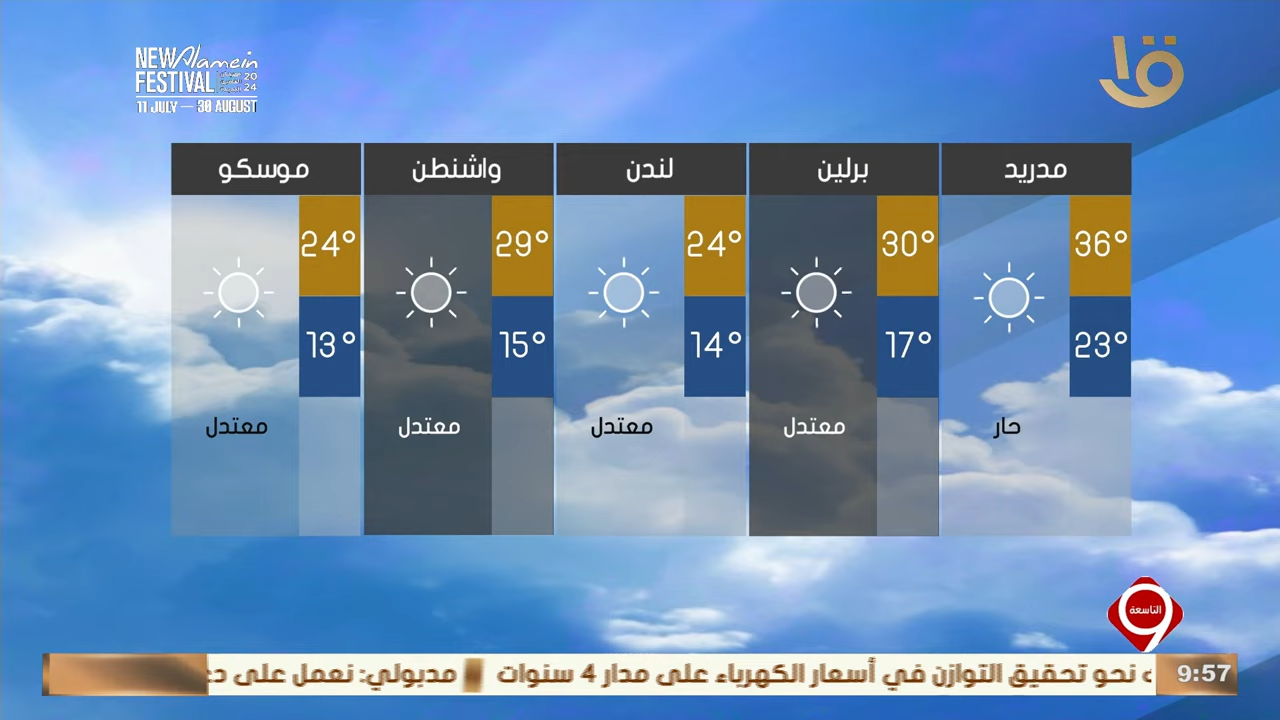 NEW Alamein
FESTIVAL 2024
11 JULY — 30 AUGUST
مدريد
36°
23°
حار
برلين
30°
17°
معتدل
لندن
24°
14°
معتدل
واشنطن
29°
15°
معتدل
موسكو
24°
13°
معتدل
التاسعة
9
9:57
نحو تحقيق التوازن في أسعار الكهرباء على مدار 4 سنوات
مدبولي: نعمل على